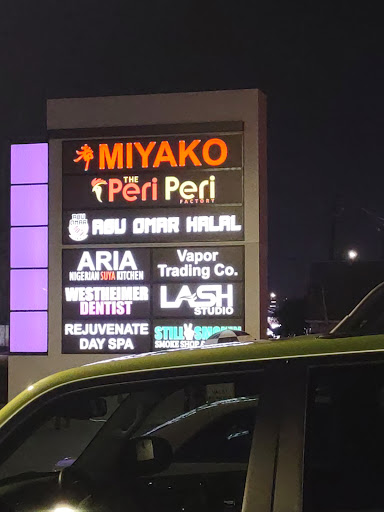 MIYAKO
THE
Peri Peri
FACTORY
ABU OMAR HALAL
ARIA
NIGERIAN SUYA KITCHEN
Vapor
Trading Co.
WESTHEIMER
DENTIST
LASH
STUDIO
REJUVENATE
DAY SPA
STILL SMOKIN
SMOKE SHOP